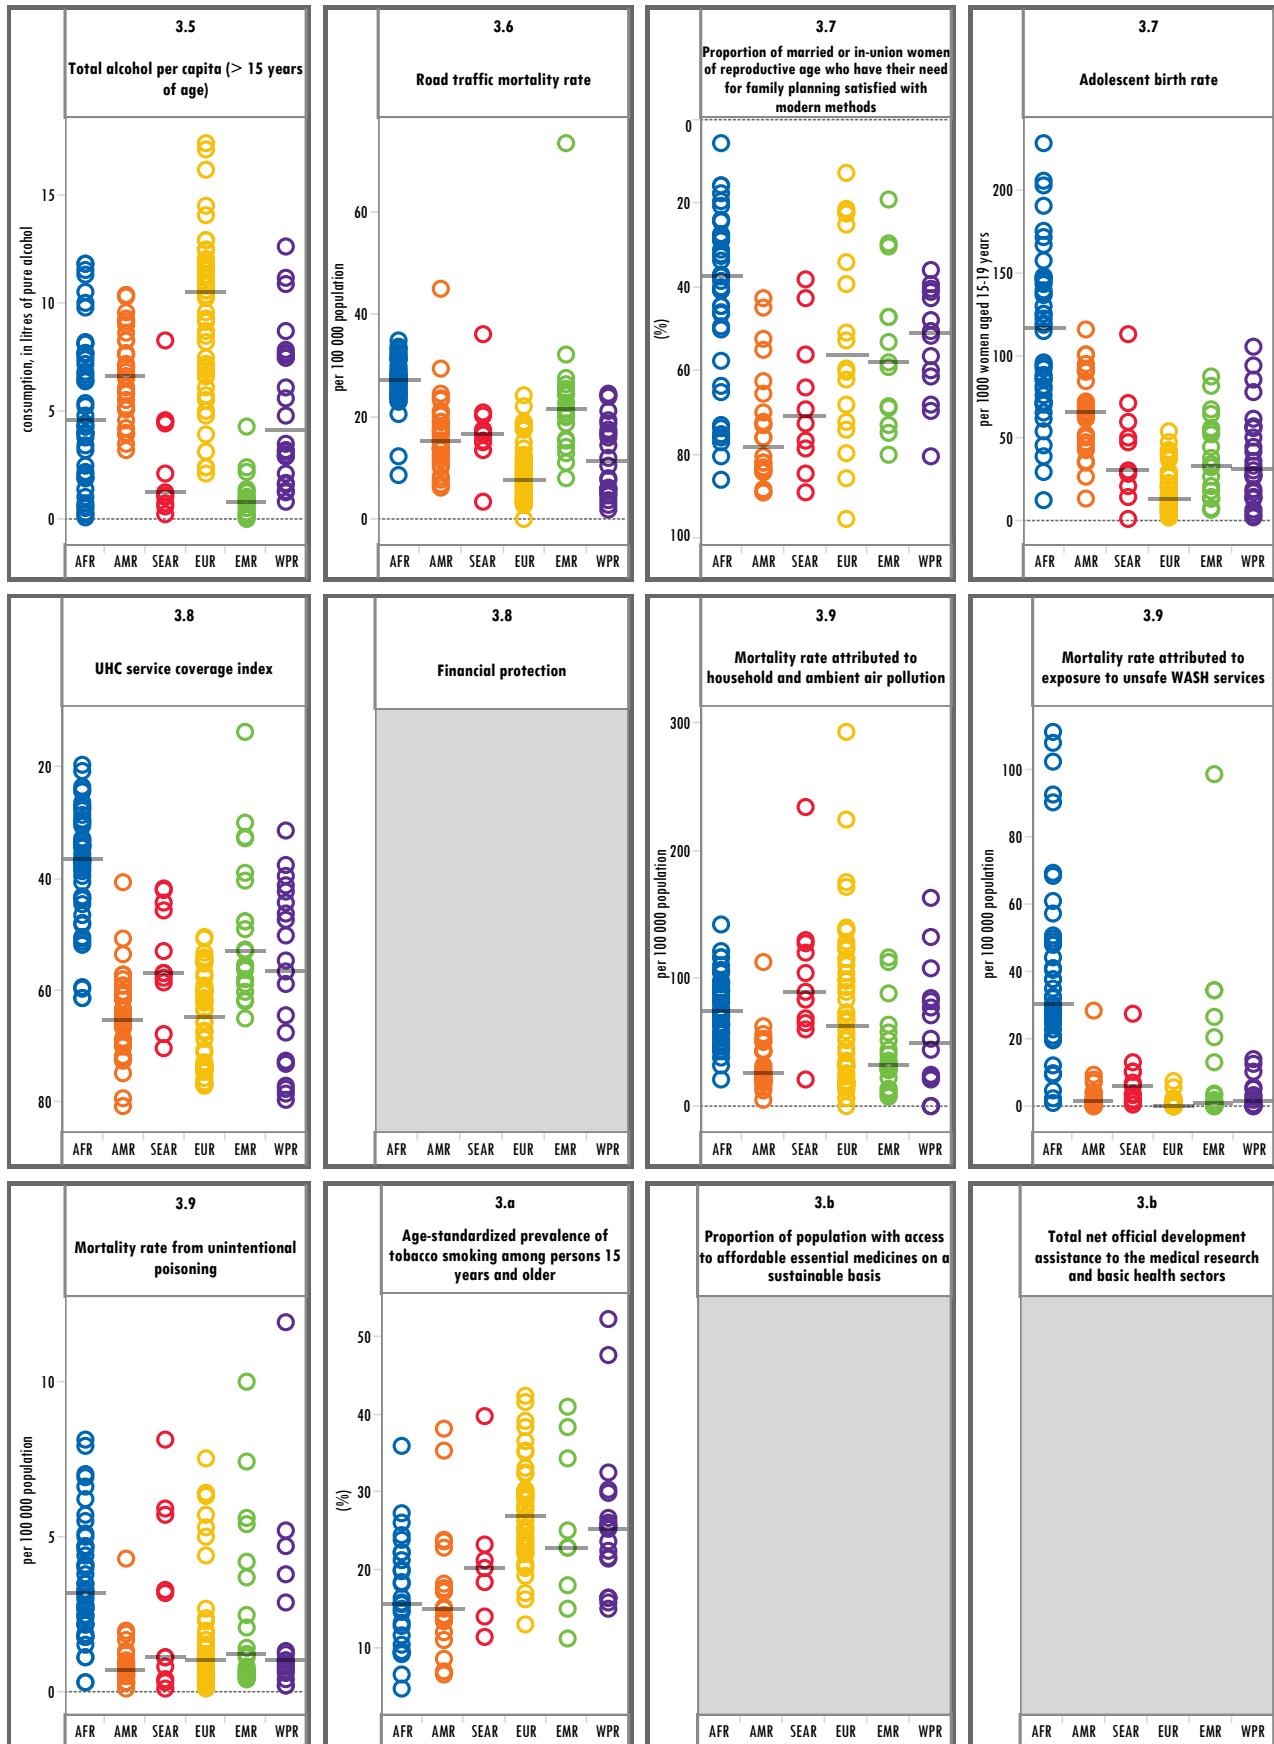 3.5
Total alcohol per capita (> 15 years
of age)
consumption, in litres of pure alcohol
15
10
5
0
AFR AMR SEAR EUR EMR WPR
3.6
Road traffic mortality rate
per 100 000 population
60
40
20
0
AFR AMR SEAR EUR EMR WPR
3.7
Proportion of married or in-union women
of reproductive age who have their need
for family planning satisfied with
modern methods
(%)
0
20
40
60
80
100
AFR AMR SEAR EUR EMR WPR
3.7
Adolescent birth rate
per 1000 women aged 15-19 years
200
150
100
50
0
AFR AMR SEAR EUR EMR WPR
3.8
UHC service coverage index
20
40
60
80
AFR AMR SEAR EUR EMR WPR
3.8
Financial protection
AFR AMR SEAR EUR EMR WPR
3.9
Mortality rate attributed to
household and ambient air pollution
per 100 000 population
300
200
100
0
AFR AMR SEAR EUR EMR WPR
3.9
Mortality rate attributed to
exposure to unsafe WASH services
per 100 000 population
100
80
60
40
20
0
AFR AMR SEAR EUR EMR WPR
3.9
Mortality rate from unintentional
poisoning
per 100 000 population
10
5
0
AFR AMR SEAR EUR EMR WPR
3.a
Age-standardized prevalence of
tobacco smoking among persons 15
years and older
(%)
50
40
30
20
10
AFR AMR SEAR EUR EMR WPR
3.b
Proportion of population with access
to affordable essential medicines on a
sustainable basis
AFR AMR SEAR EUR EMR WPR
3.b
Total net official development
assistance to the medical research
and basic health sectors
AFR AMR SEAR EUR EMR WPR